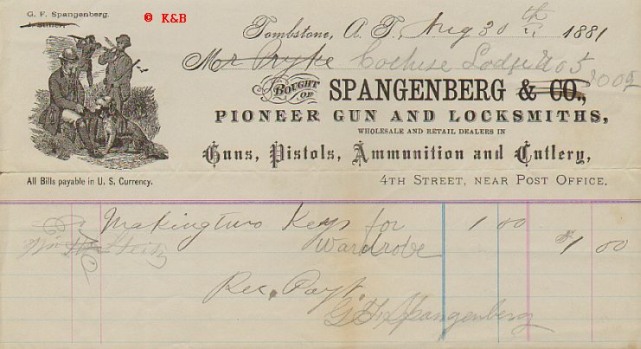 G. F. Spangenberg.
© K&B
Tombstone, A. T. Aug 30th 1881
Mr Cochise Lodge No 5
BOUGHT OF SPANGENBERG & CO.,
PIONEER GUN AND LOCKSMITHS,
WHOLESALE AND RETAIL DEALERS IN
Guns, Pistols, Ammunition and Cutlery,
All Bills payable in U. S. Currency.
4TH STREET, NEAR POST OFFICE.
Making two Keys for 1 00
Wardrobe $1 00
Rec. Payt.
G. F. Spangenberg